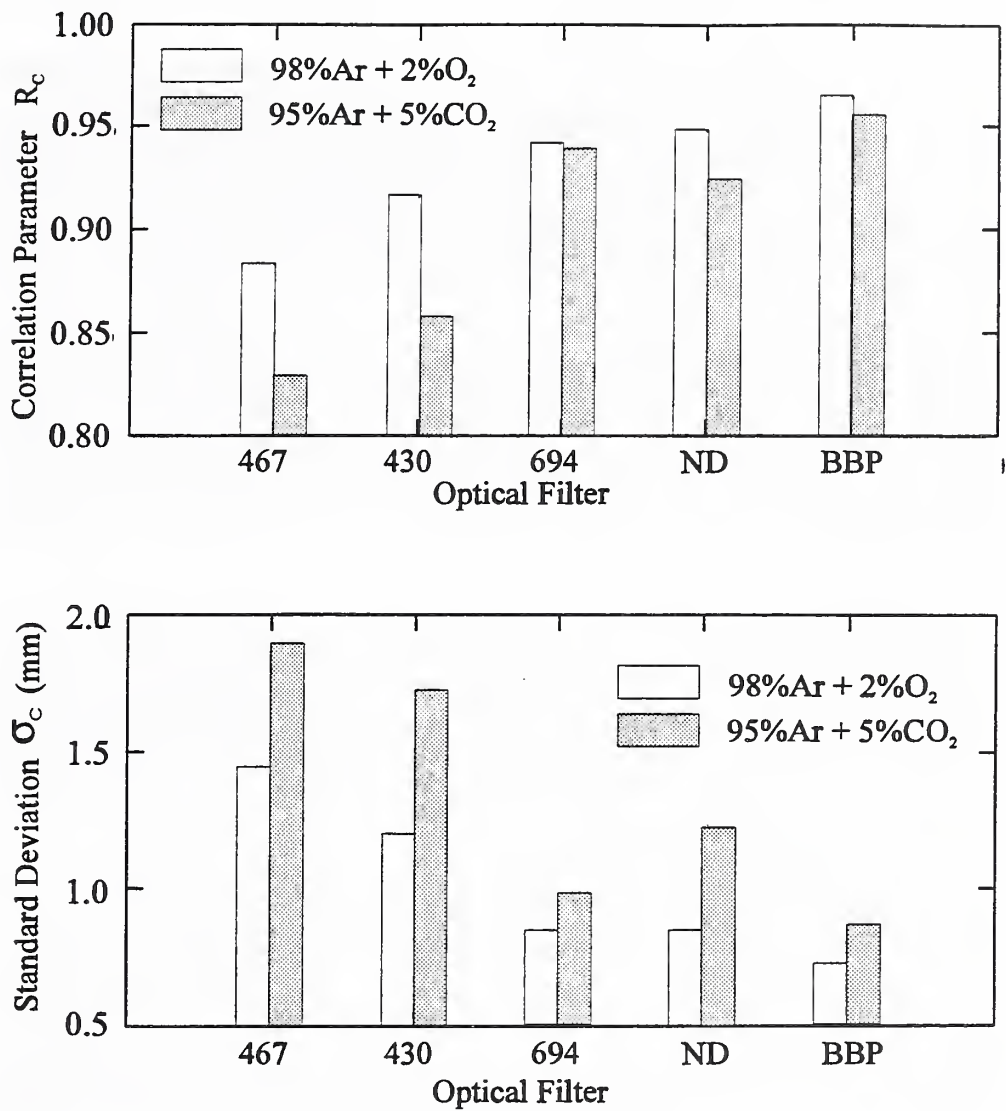 1.00
98%Ar + 2%O₂
95%Ar + 5%CO₂
0.95
0.90
0.85
0.80
Correlation Parameter R_C
467 430 694 ND BBP
Optical Filter
2.0
98%Ar + 2%O₂
95%Ar + 5%CO₂
1.5
1.0
0.5
Standard Deviation σ_C (mm)
467 430 694 ND BBP
Optical Filter